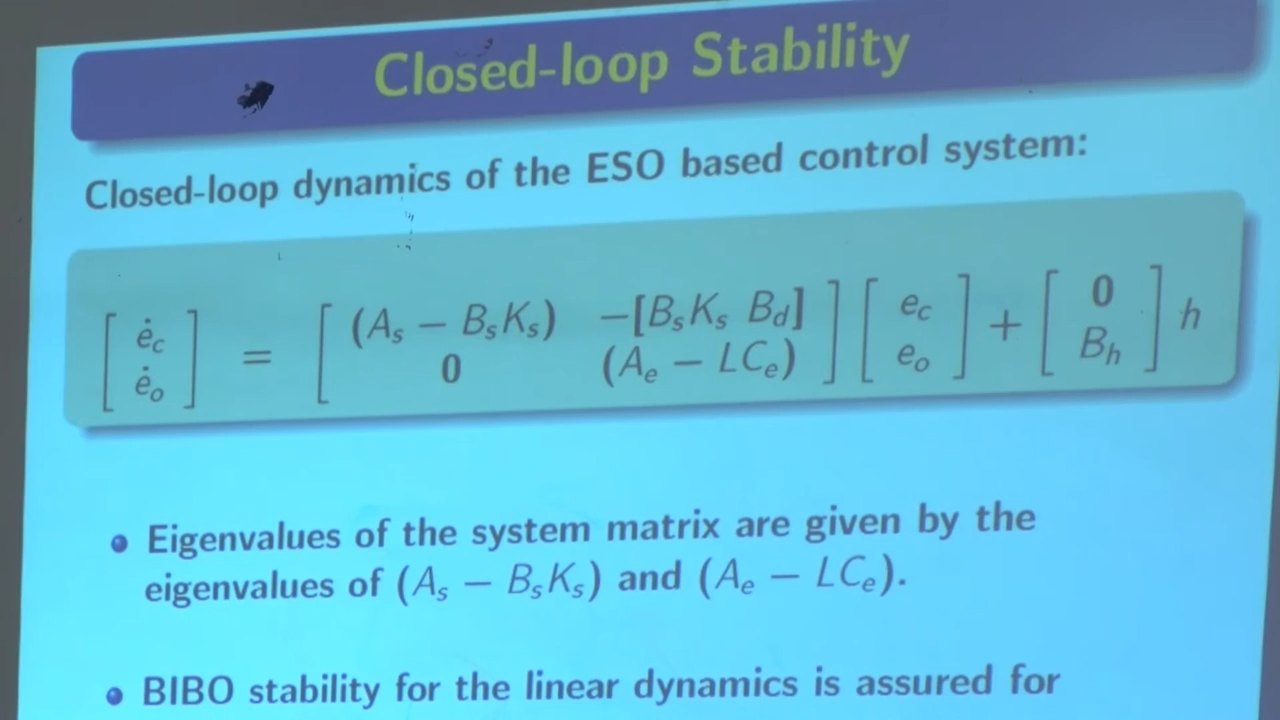 Closed-loop Stability
Closed-loop dynamics of the ESO based control system:
[ ė_c ; ė_o ] = [ (A_s − B_sK_s)  −[B_sK_s B_d] ; 0  (A_e − LC_e) ] [ e_c ; e_o ] + [ 0 ; B_h ] h
• Eigenvalues of the system matrix are given by the
eigenvalues of (A_s − B_sK_s) and (A_e − LC_e).
• BIBO stability for the linear dynamics is assured for